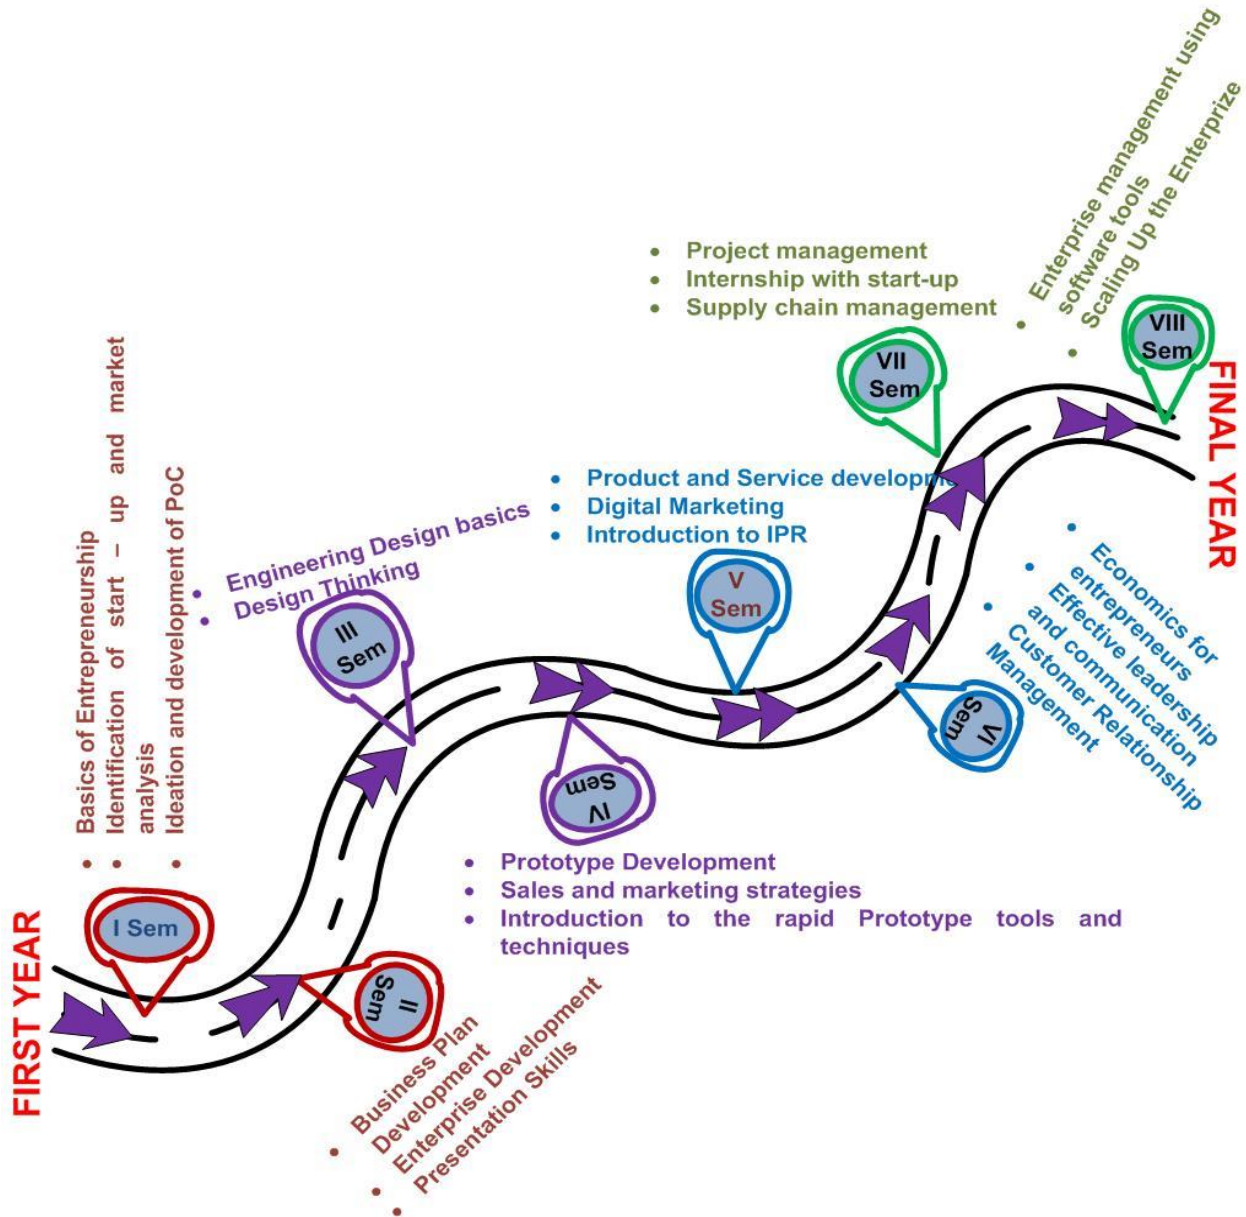 FIRST YEAR
I Sem
• Basics of Entrepreneurship
• Identification of start – up and market
analysis
• Ideation and development of PoC
II
Sem
• Business Plan
Development
• Enterprise Development
• Presentation Skills
III
Sem
• Engineering Design basics
• Design Thinking
IV
Sem
• Prototype Development
• Sales and marketing strategies
• Introduction to the rapid Prototype tools and
techniques
V
Sem
• Product and Service developme
• Digital Marketing
• Introduction to IPR
VI
Sem
• Economics for
entrepreneurs
• Effective leadership
and communication
• Customer Relationship
Management
VII
Sem
• Project management
• Internship with start-up
• Supply chain management
VIII
Sem
• Enterprise management using
software tools
• Scaling Up the Enterprize
FINAL YEAR